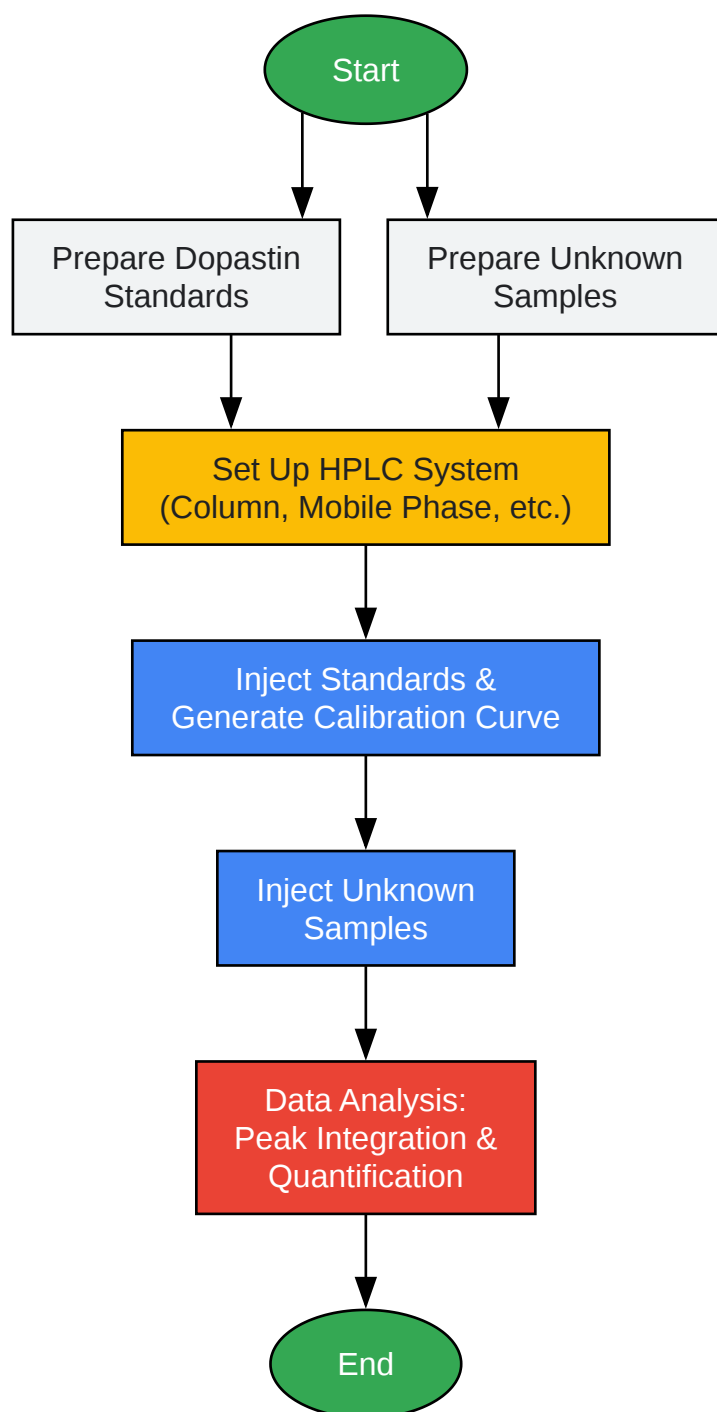 Start
Prepare Dopastin
Standards
Prepare Unknown
Samples
Set Up HPLC System
(Column, Mobile Phase, etc.)
Inject Standards &
Generate Calibration Curve
Inject Unknown
Samples
Data Analysis:
Peak Integration &
Quantification
End